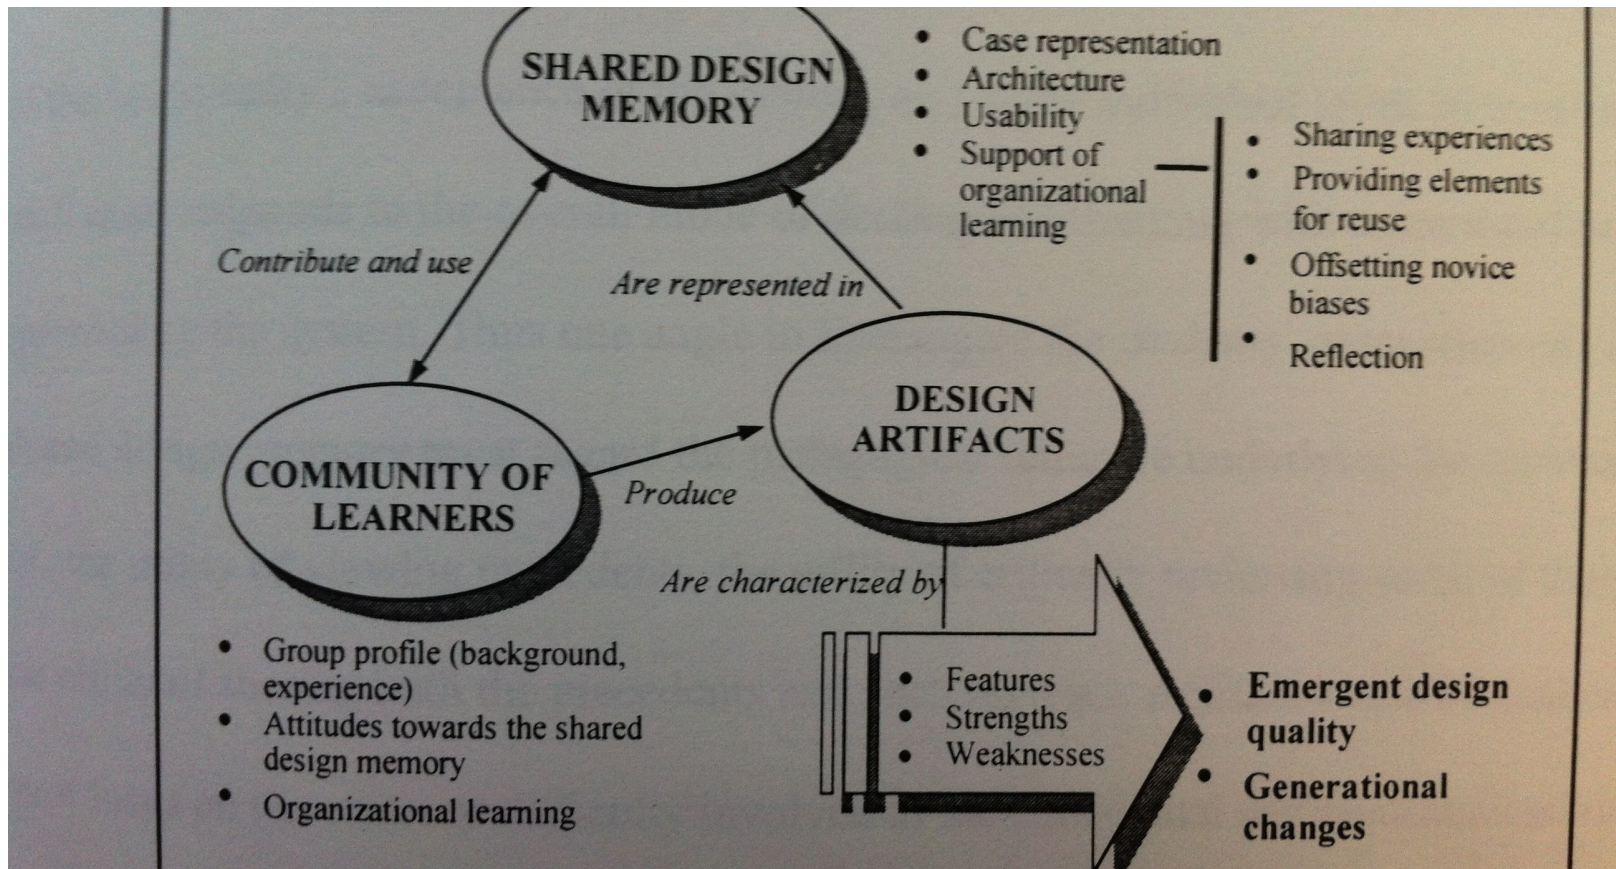 SHARED DESIGN
MEMORY
• Case representation
• Architecture
• Usability
• Support of
organizational
learning
• Sharing experiences
• Providing elements
for reuse
• Offsetting novice
biases
• Reflection
Contribute and use
Are represented in
DESIGN
ARTIFACTS
COMMUNITY OF
LEARNERS
Produce
Are characterized by
• Group profile (background,
experience)
• Attitudes towards the shared
design memory
• Organizational learning
• Features
• Strengths
• Weaknesses
• Emergent design
quality
• Generational
changes